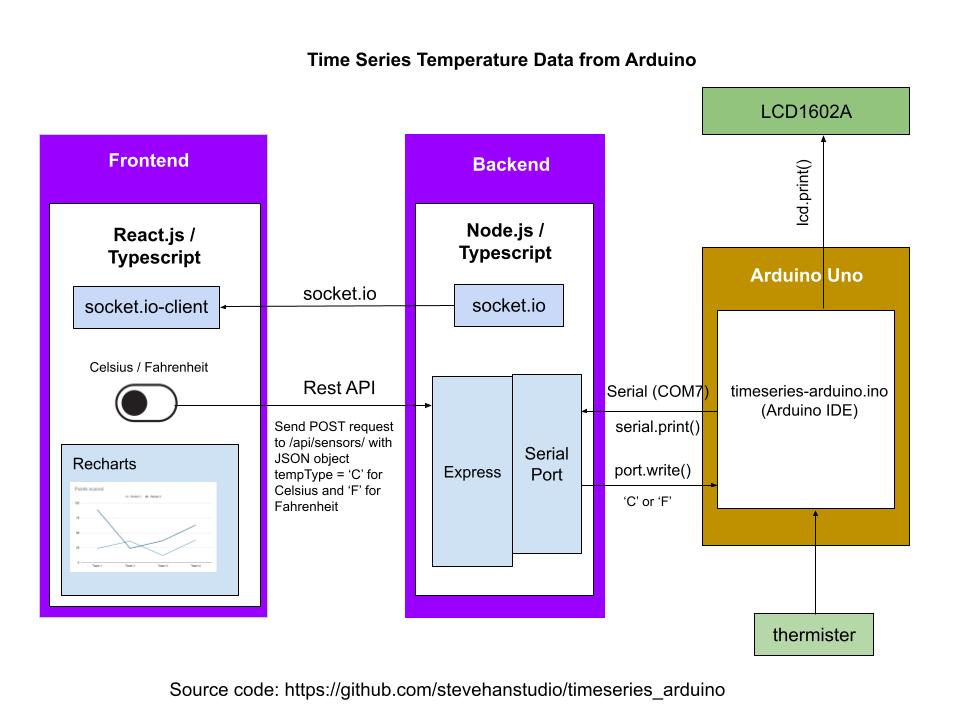 Time Series Temperature Data from Arduino
LCD1602A
lcd.print()
Frontend
React.js /
Typescript
socket.io-client
Celsius / Fahrenheit
Recharts
Points scored
socket.io
Rest API
Send POST request
to /api/sensors/ with
JSON object
tempType = ‘C’ for
Celsius and ‘F’ for
Fahrenheit
Backend
Node.js /
Typescript
socket.io
Express
Serial
Port
Serial (COM7)
serial.print()
port.write()
‘C’ or ‘F’
Arduino Uno
timeseries-arduino.ino
(Arduino IDE)
thermister
Source code: https://github.com/stevehanstudio/timeseries_arduino